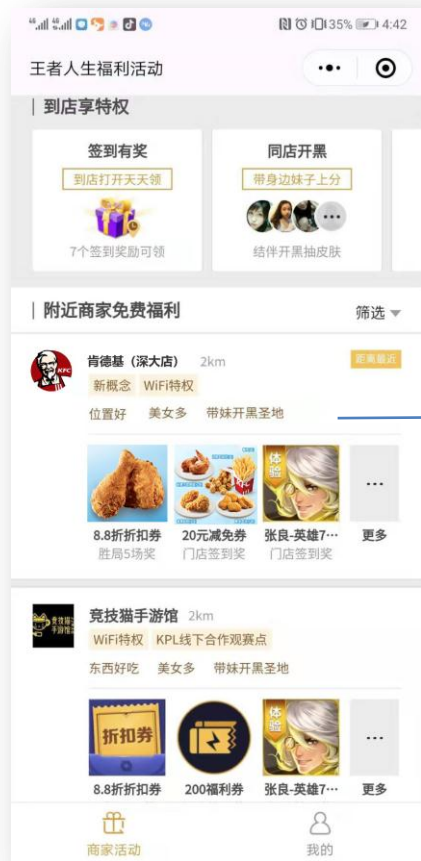 35% 4:42
王者人生福利活动
到店享特权
签到有奖
到店打开天天领
7个签到奖励可领
同店开黑
带身边妹子上分
结伴开黑抽皮肤
附近商家免费福利
筛选
KFC
肯德基（深大店） 2km
距离最近
新概念 WiFi特权
位置好 美女多 带妹开黑圣地
体验
8.8折折扣券 20元减免券 张良-英雄7… 更多
胜局5场奖 门店签到奖 门店签到奖
竞技猫手游馆 2km
WiFi特权 KPL线下合作观赛点
东西好吃 美女多 带妹开黑圣地
折扣券
体验
8.8折折扣券 200福利券 张良-英雄7… 更多
商家活动 我的